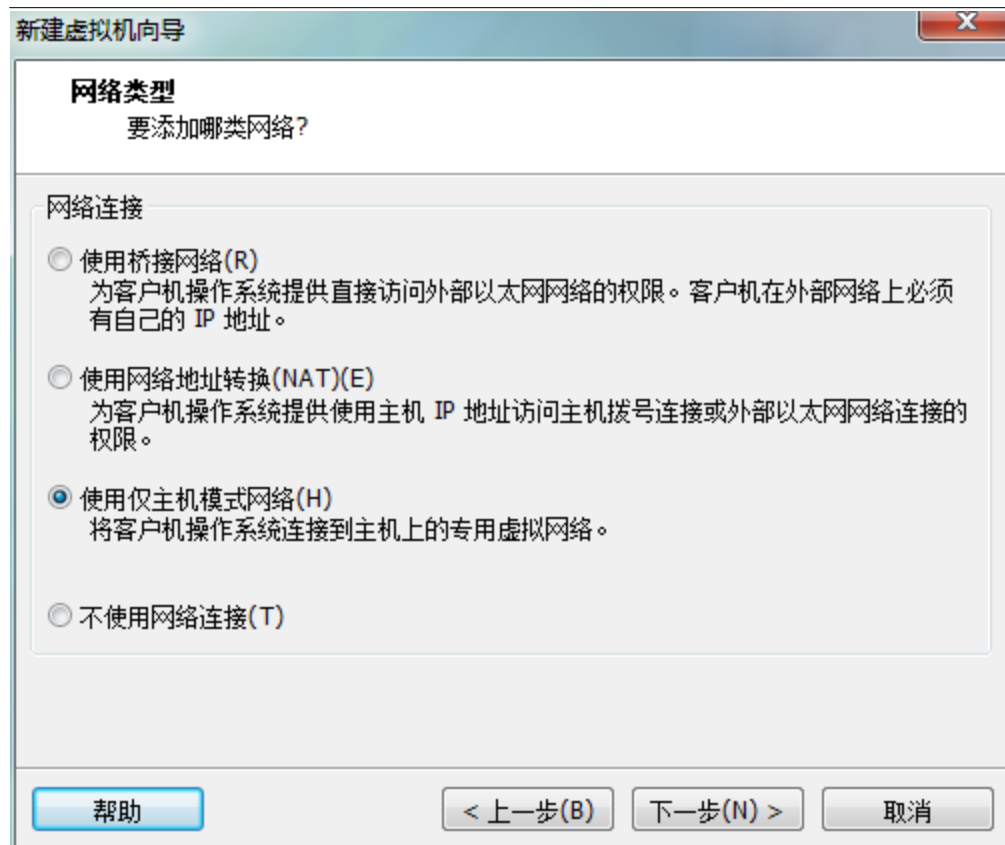 新建虚拟机向导
X
网络类型
要添加哪类网络?
网络连接
使用桥接网络(R)
为客户机操作系统提供直接访问外部以太网网络的权限。客户机在外部网络上必须
有自己的 IP 地址。
使用网络地址转换(NAT)(E)
为客户机操作系统提供使用主机 IP 地址访问主机拨号连接或外部以太网网络连接的
权限。
使用仅主机模式网络(H)
将客户机操作系统连接到主机上的专用虚拟网络。
不使用网络连接(T)
帮助
< 上一步(B)
下一步(N) >
取消